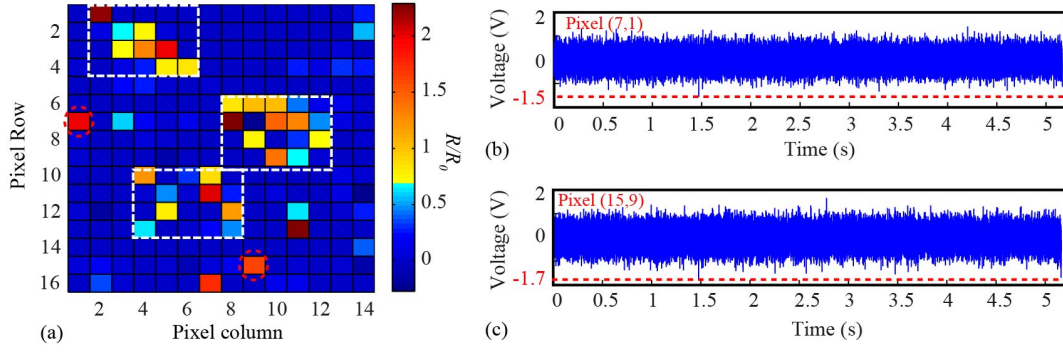 2
4
6
8
10
12
14
16
Pixel Row
2 4 6 8 10 12 14
Pixel column
(a)
2
1.5
1
0.5
0
R/R0
Pixel (7,1)
2
0
-1.5
Voltage (V)
0 0.5 1 1.5 2 2.5 3 3.5 4 4.5 5
Time (s)
(b)
Pixel (15,9)
2
0
-1.7
Voltage (V)
0 0.5 1 1.5 2 2.5 3 3.5 4 4.5 5
Time (s)
(c)